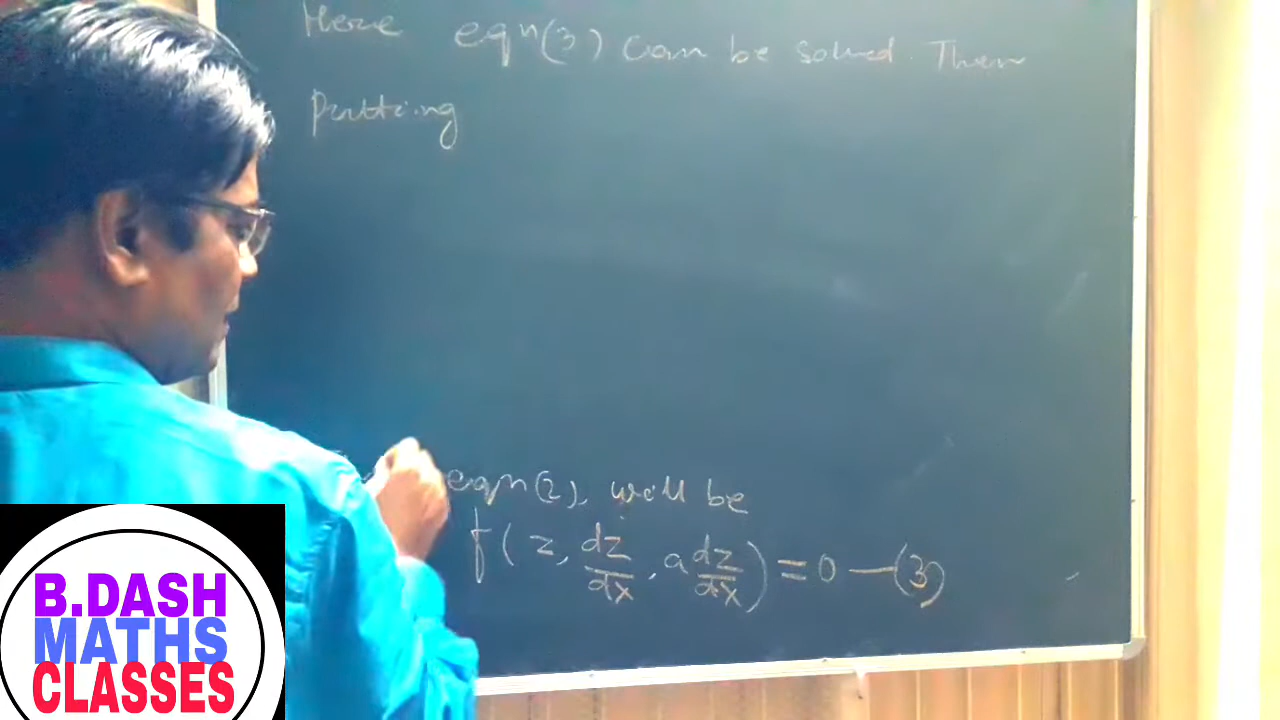 Here eqn(3) can be solved. Then
Putting
eqn(2), will be
f(z, dz/dx, a dz/dx) = 0 —(3)
B.DASH
MATHS
CLASSES